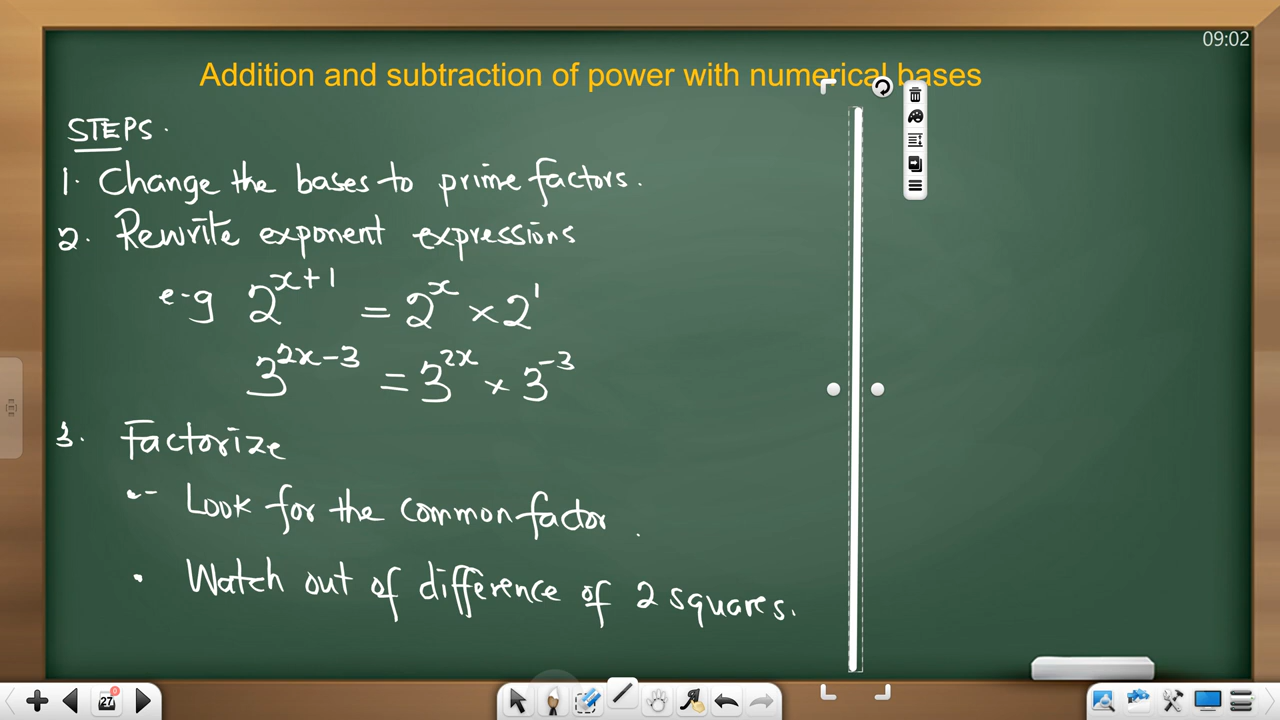 09:02
Addition and subtraction of power with numerical bases
STEPS.
1. Change the bases to prime factors.
2. Rewrite exponent expressions
e-g 2^{x+1} = 2^x × 2^1
3^{2x-3} = 3^{2x} × 3^{-3}
3. Factorize
- Look for the common factor.
• Watch out of difference of 2 squares.
27
0